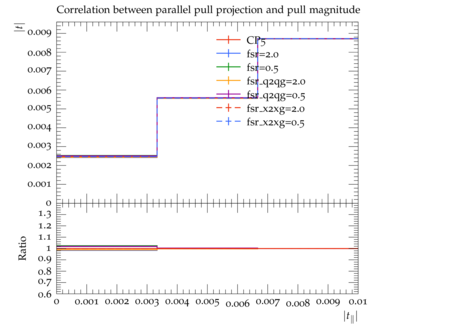 Correlation between parallel pull projection and pull magnitude
|t|
0.009
0.008
0.007
0.006
0.005
0.004
0.003
0.002
0.001
0
CP5
fsr=2.0
fsr=0.5
fsr_q2qg=2.0
fsr_q2qg=0.5
fsr_x2xg=2.0
fsr_x2xg=0.5
Ratio
1.3
1.2
1.1
1
0.9
0.8
0.7
0.6
0 0.001 0.002 0.003 0.004 0.005 0.006 0.007 0.008 0.009 0.01
|t∥|